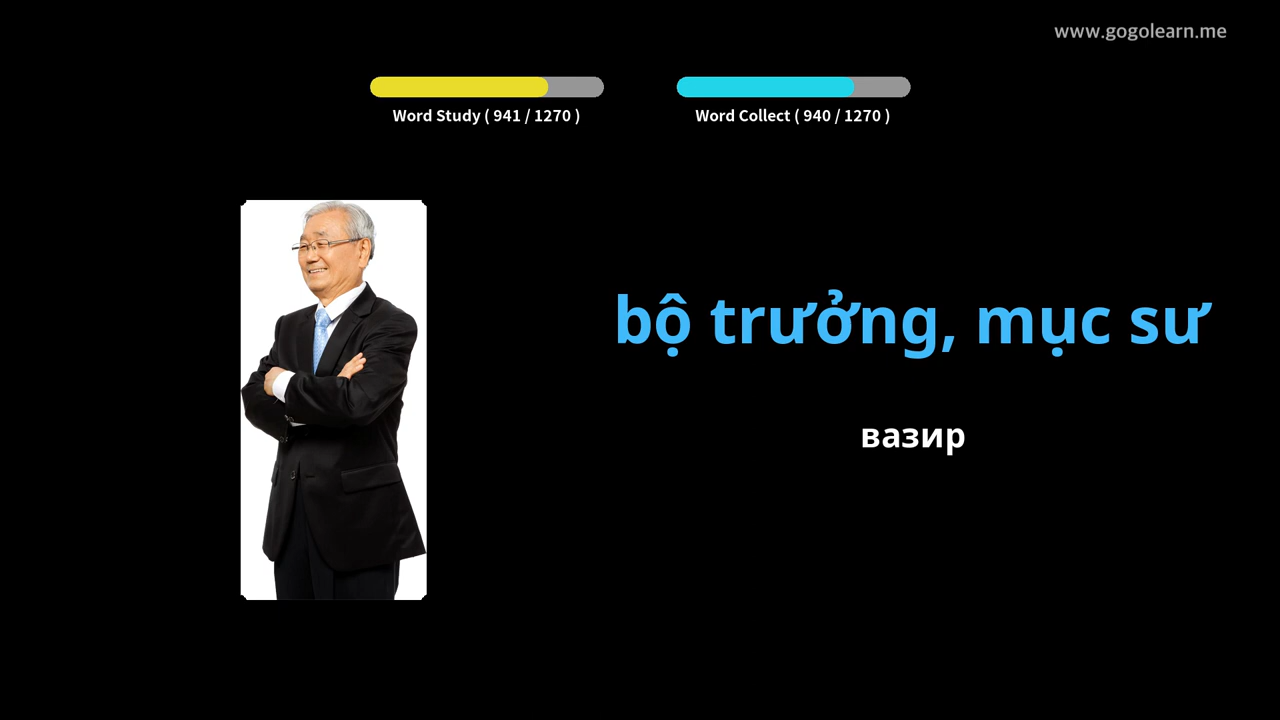 www.gogolearn.me
Word Study ( 941 / 1270 )
Word Collect ( 940 / 1270 )
bộ trưởng, mục sư
вазир